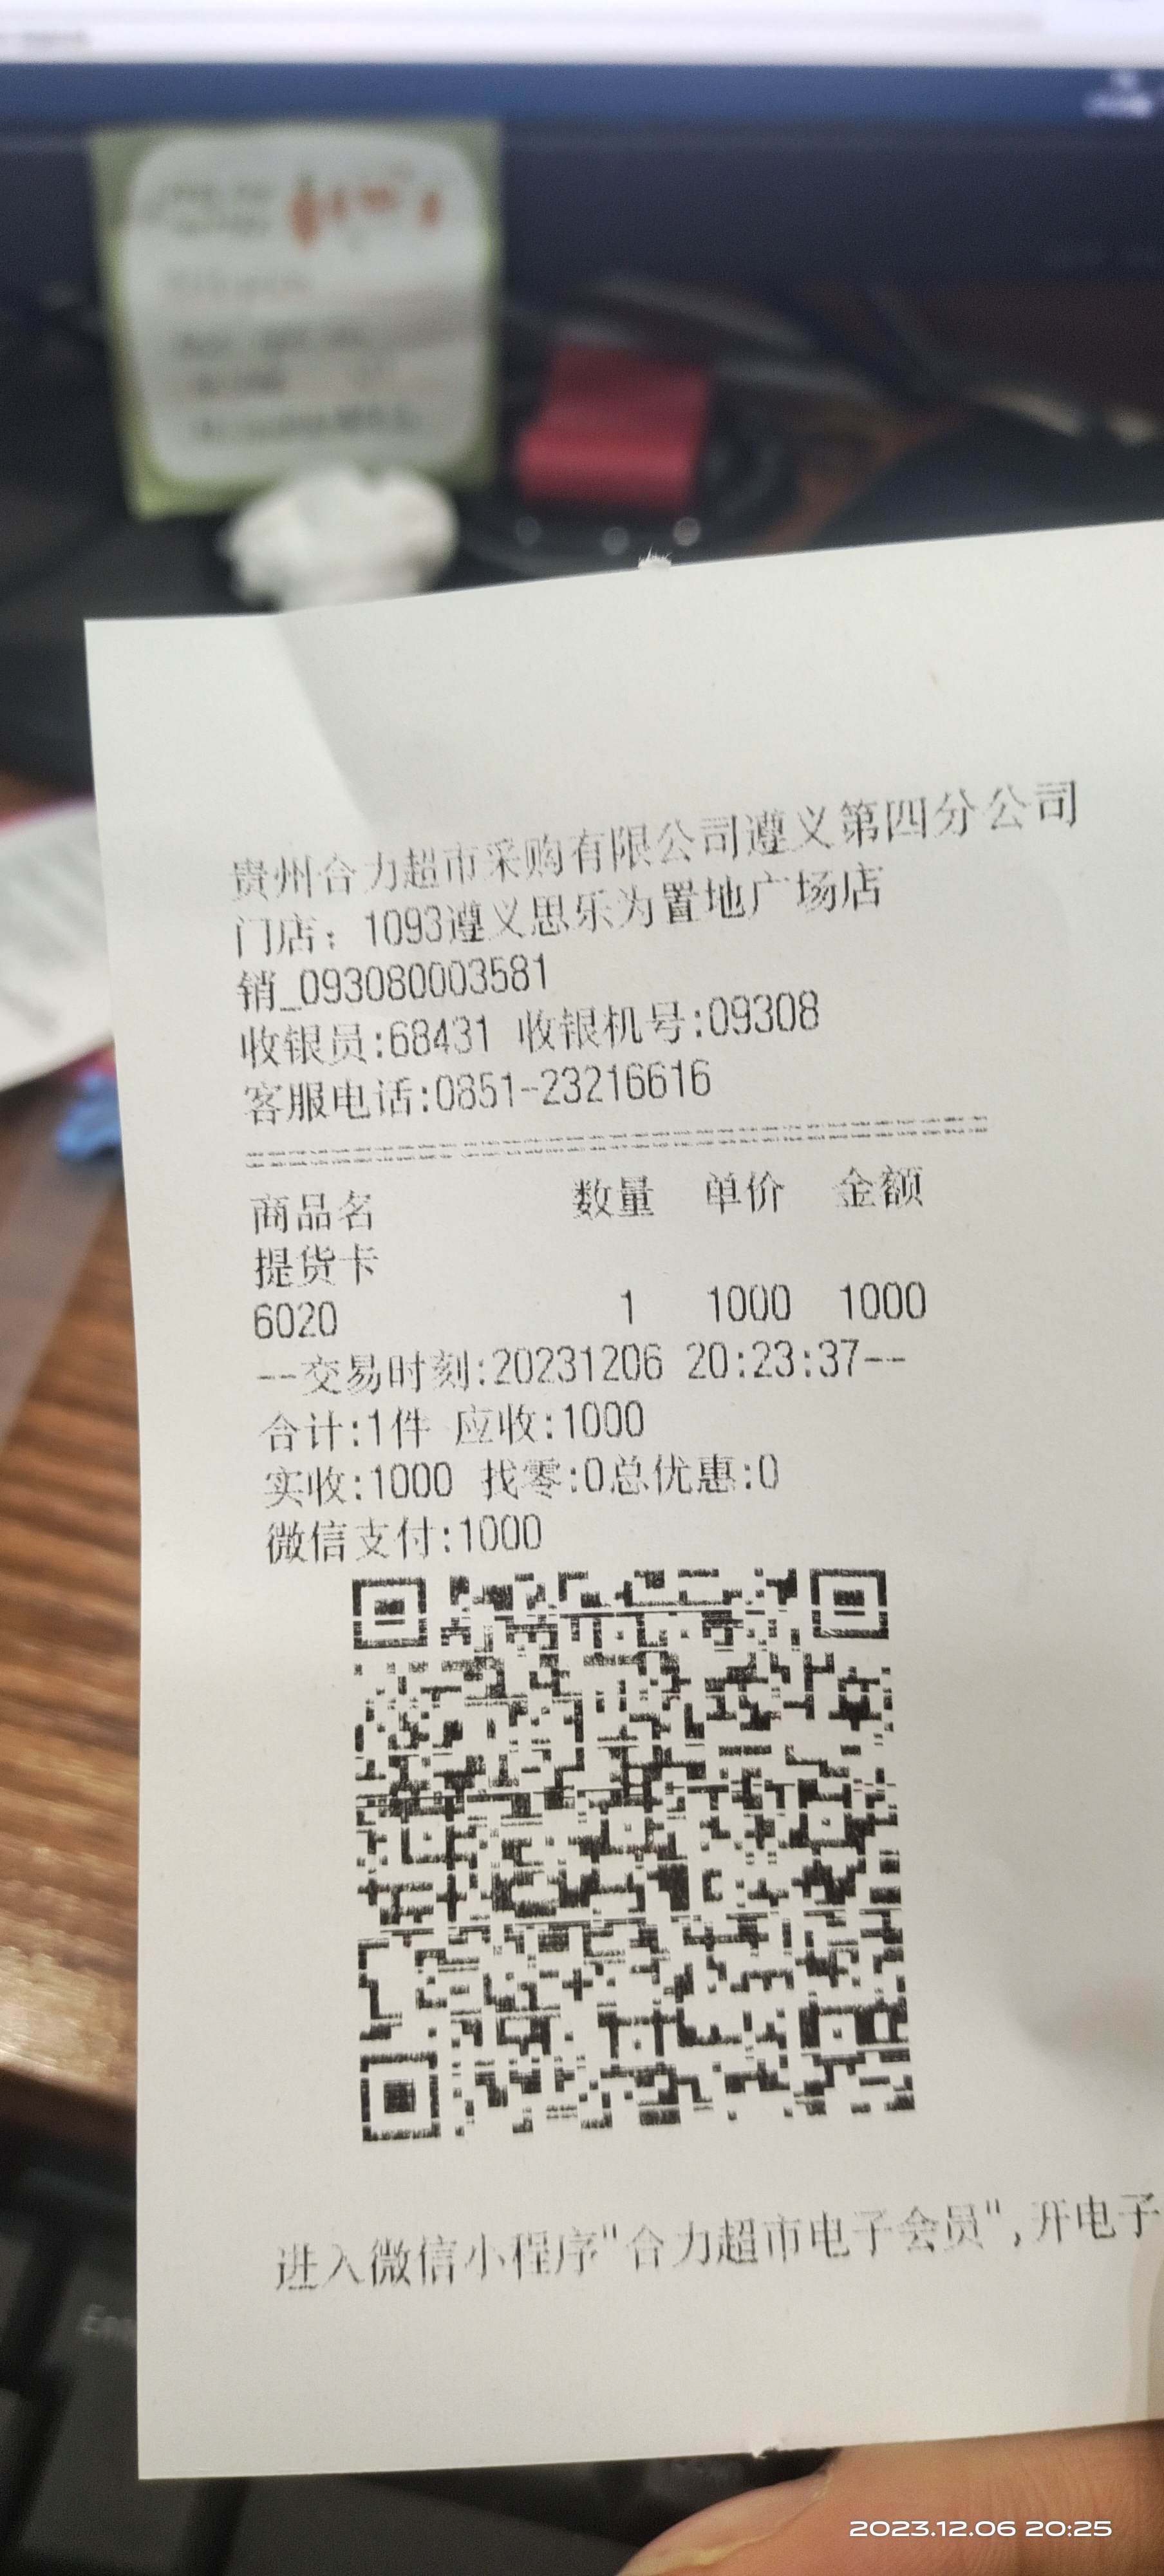 贵州合力超市采购有限公司遵义第四分公司
门店：1093遵义思乐为置地广场店
销_093080003581
收银员:68431 收银机号:09308
客服电话:0851-23216616
商品名 数量 单价 金额
提货卡
6020 1 1000 1000
--交易时刻:20231206 20:23:37--
合计:1件 应收:1000
实收:1000 找零:0总优惠:0
微信支付:1000
进入微信小程序"合力超市电子会员",开电子
2023.12.06 20:25